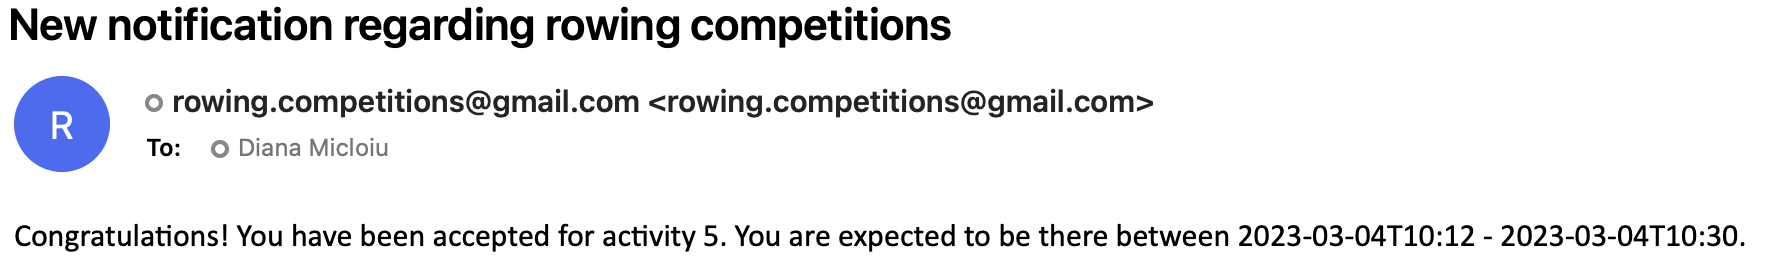 New notification regarding rowing competitions
R
rowing.competitions@gmail.com <rowing.competitions@gmail.com>
To: Diana Micloiu
Congratulations! You have been accepted for activity 5. You are expected to be there between 2023-03-04T10:12 - 2023-03-04T10:30.